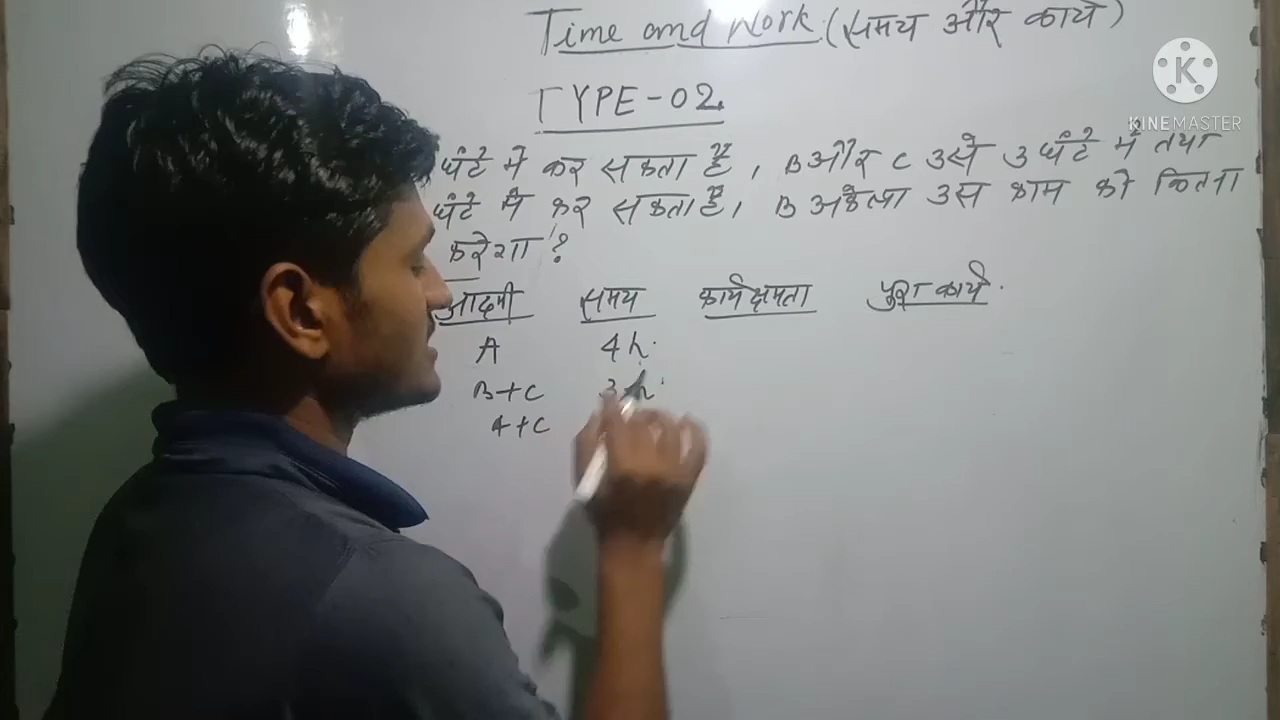 Time and Work (समय और कार्य)
TYPE-02.
घंटे में कर सकता है, B और C उसे 3 घंटे में तथा
घंटे में कर सकता है, B अकेला उस काम को कितना
करेगा?
आदमी समय कार्यक्षमता पुरा कार्य
A 4h.
B+C 3h
A+C
KINEMASTER